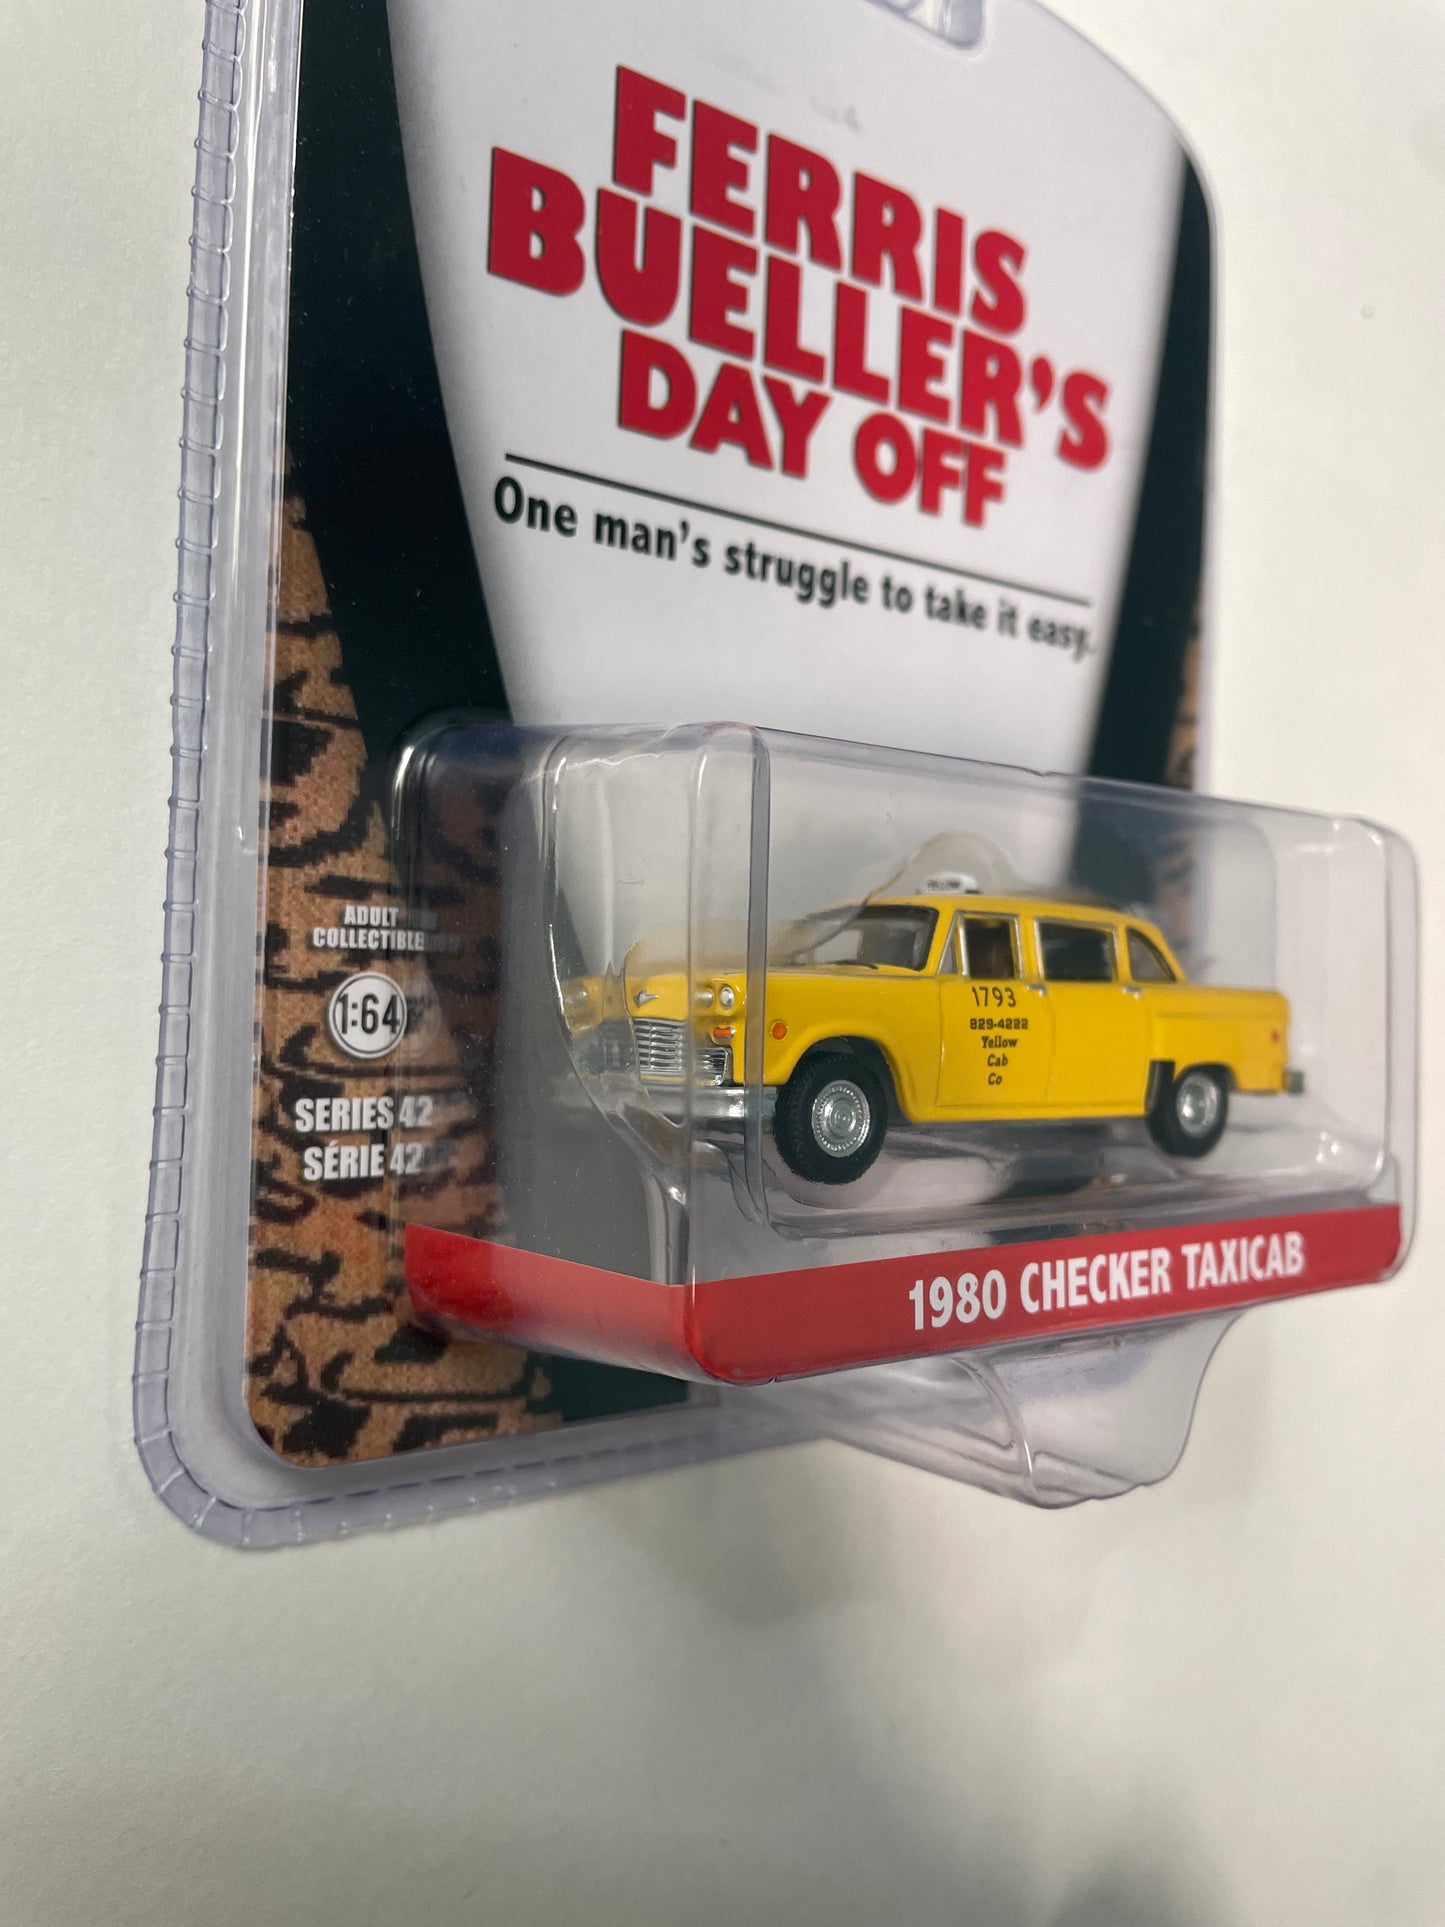 FERRIS
BUELLER'S
DAY OFF
One man's struggle to take it easy.
YELLOW
ADULT
COLLECTIBLE
1:64
SERIES 42
SÉRIE 42
1793
829-4222
Yellow
Cab
Co
1980 CHECKER TAXICAB